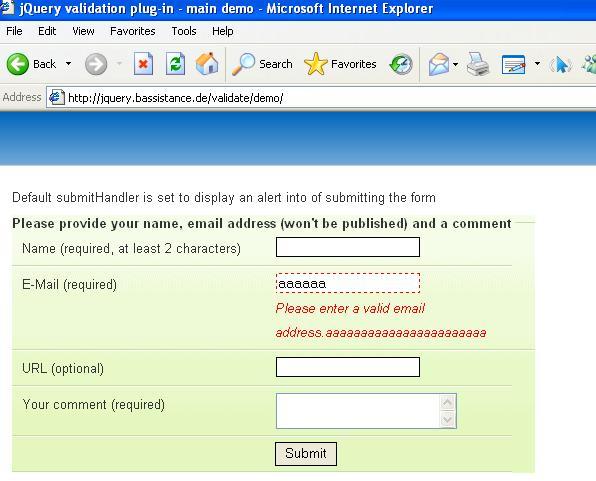 jQuery validation plug-in - main demo - Microsoft Internet Explorer
File Edit View Favorites Tools Help
Back Search Favorites
Address http://jquery.bassistance.de/validate/demo/
Default submitHandler is set to display an alert into of submitting the form
Please provide your name, email address (won't be published) and a comment
Name (required, at least 2 characters)
E-Mail (required) aaaaaa
Please enter a valid email
address.aaaaaaaaaaaaaaaaaaaaaaa
URL (optional)
Your comment (required)
Submit